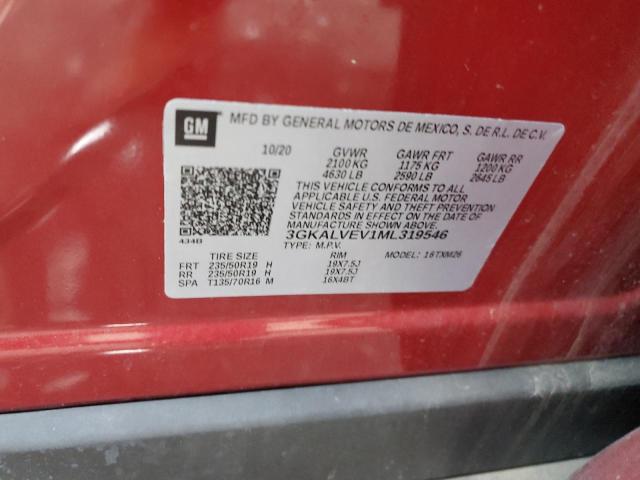 GM MFD BY GENERAL MOTORS DE MEXICO, S. DE R.L. DE C.V.
10/20 GVWR GAWR FRT GAWR RR
2100 KG 1175 KG 1200 KG
4630 LB 2590 LB 2645 LB
THIS VEHICLE CONFORMS TO ALL APPLICABLE
U.S. FEDERAL MOTOR
VEHICLE SAFETY AND THEFT PREVENTION
STANDARDS IN EFFECT ON THE DATE OF
MANUFACTURE SHOWN ABOVE.
3GKALVEV1ML319546
434B
TYPE: M.P.V. MODEL: 16TXM26
TIRE SIZE RIM
FRT 235/50R19 H 19X7.5J
RR 235/50R19 H 19X7.5J
SPA T135/70R16 M 16X4BT